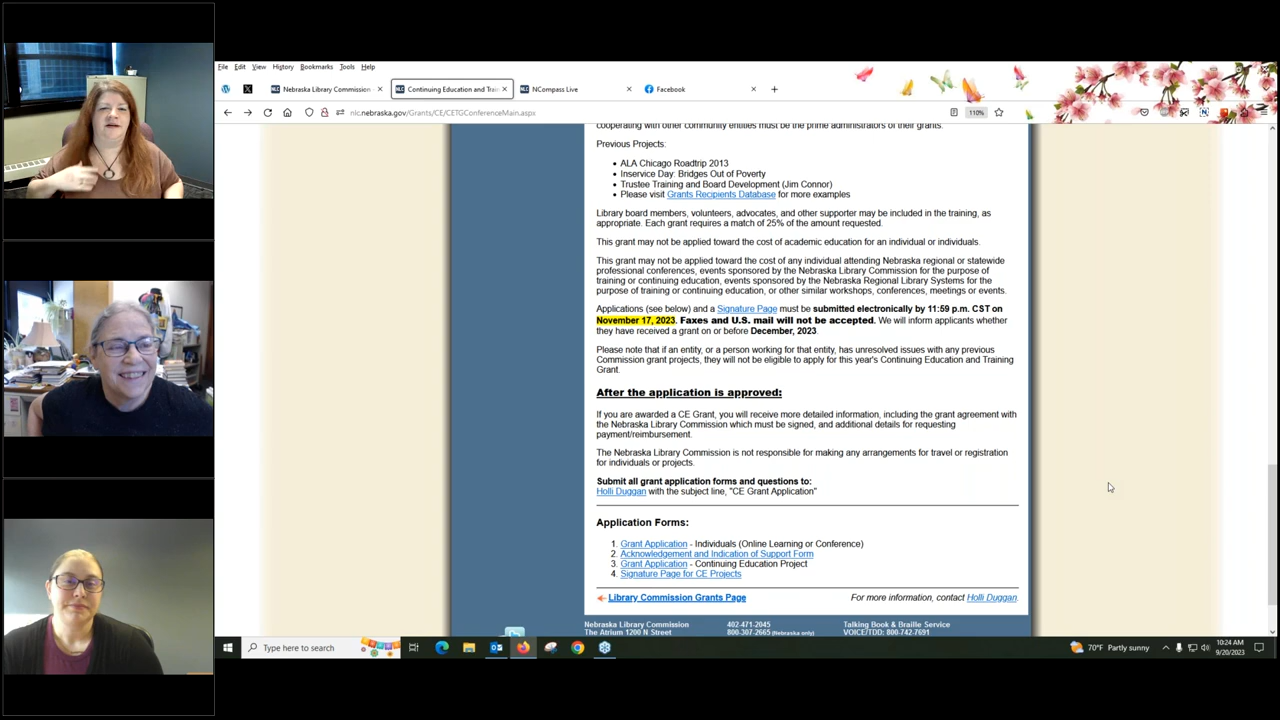 File Edit View History Bookmarks Tools Help
Nebraska Library Commission - Continuing Education and Train NCompass Live Facebook
nlc.nebraska.gov/Grants/CE/CETGConferenceMain.aspx 110%
cooperating with other community entities must be the prime administrators of their grants.
Previous Projects:
• ALA Chicago Roadtrip 2013
• Inservice Day: Bridges Out of Poverty
• Trustee Training and Board Development (Jim Connor)
• Please visit Grants Recipients Database for more examples
Library board members, volunteers, advocates, and other supporter may be included in the training, as
appropriate. Each grant requires a match of 25% of the amount requested.
This grant may not be applied toward the cost of academic education for an individual or individuals.
This grant may not be applied toward the cost of any individual attending Nebraska regional or statewide
professional conferences, events sponsored by the Nebraska Library Commission for the purpose of
training or continuing education, events sponsored by the Nebraska Regional Library Systems for the
purpose of training or continuing education, or other similar workshops, conferences, meetings or events.
Applications (see below) and a Signature Page must be submitted electronically by 11:59 p.m. CST on
November 17, 2023. Faxes and U.S. mail will not be accepted. We will inform applicants whether
they have received a grant on or before December, 2023.
Please note that if an entity, or a person working for that entity, has unresolved issues with any previous
Commission grant projects, they will not be eligible to apply for this year's Continuing Education and Training
Grant.
After the application is approved:
If you are awarded a CE Grant, you will receive more detailed information, including the grant agreement with
the Nebraska Library Commission which must be signed, and additional details for requesting
payment/reimbursement.
The Nebraska Library Commission is not responsible for making any arrangements for travel or registration
for individuals or projects.
Submit all grant application forms and questions to:
Holli Duggan with the subject line, "CE Grant Application"
Application Forms:
1. Grant Application - Individuals (Online Learning or Conference)
2. Acknowledgement and Indication of Support Form
3. Grant Application - Continuing Education Project
4. Signature Page for CE Projects
Library Commission Grants Page For more information, contact Holli Duggan.
Nebraska Library Commission 402-471-2045 Talking Book & Braille Service
The Atrium 1200 N Street 800-307-2665 (Nebraska only) VOICE/TDD: 800-742-7691
Type here to search 70°F Partly sunny 10:24 AM
9/20/2023